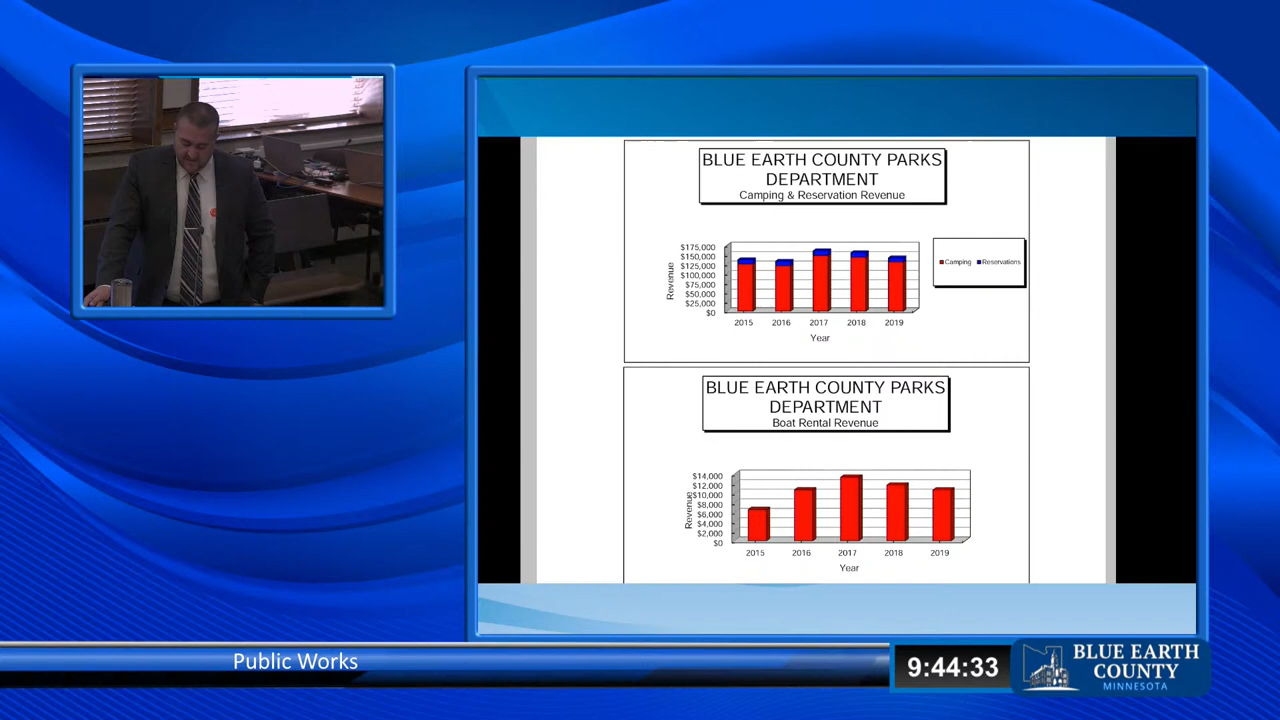 BLUE EARTH COUNTY PARKS
DEPARTMENT
Camping & Reservation Revenue
$175,000
$150,000
$125,000
$100,000
$75,000
$50,000
$25,000
$0
Revenue
2015 2016 2017 2018 2019
Year
Camping Reservations
BLUE EARTH COUNTY PARKS
DEPARTMENT
Boat Rental Revenue
$14,000
$12,000
$10,000
$8,000
$6,000
$4,000
$2,000
$0
Revenue
2015 2016 2017 2018 2019
Year
Public Works
9:44:33
BLUE EARTH
COUNTY
MINNESOTA